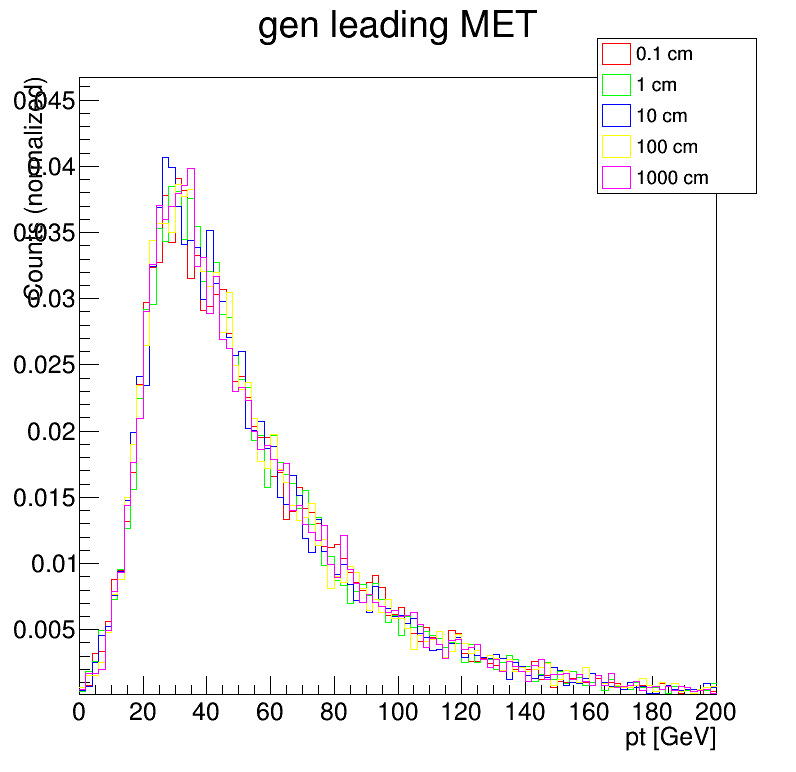 gen leading MET
0.1 cm
1 cm
10 cm
100 cm
1000 cm
Counts (normalized)
0.045
0.04
0.035
0.03
0.025
0.02
0.015
0.01
0.005
0 20 40 60 80 100 120 140 160 180 200
pt [GeV]